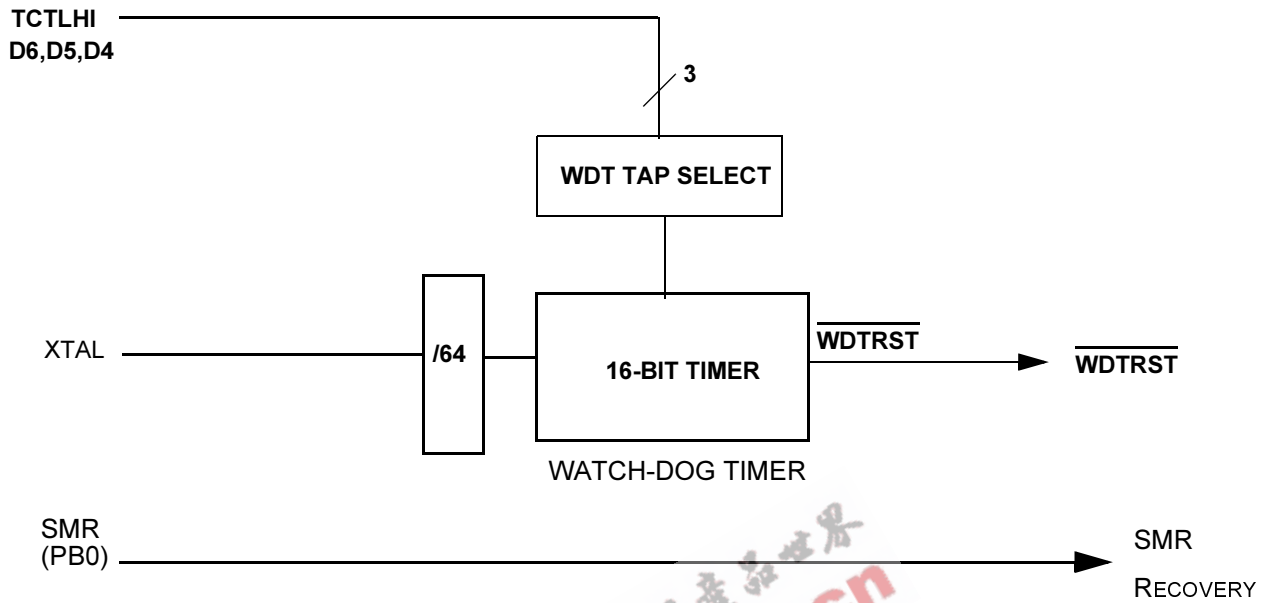 TCTLHI
D6,D5,D4
3
WDT TAP SELECT
XTAL
/64
16-BIT TIMER
WDTRST
WDTRST
WATCH-DOG TIMER
SMR
(PB0)
SMR
RECOVERY